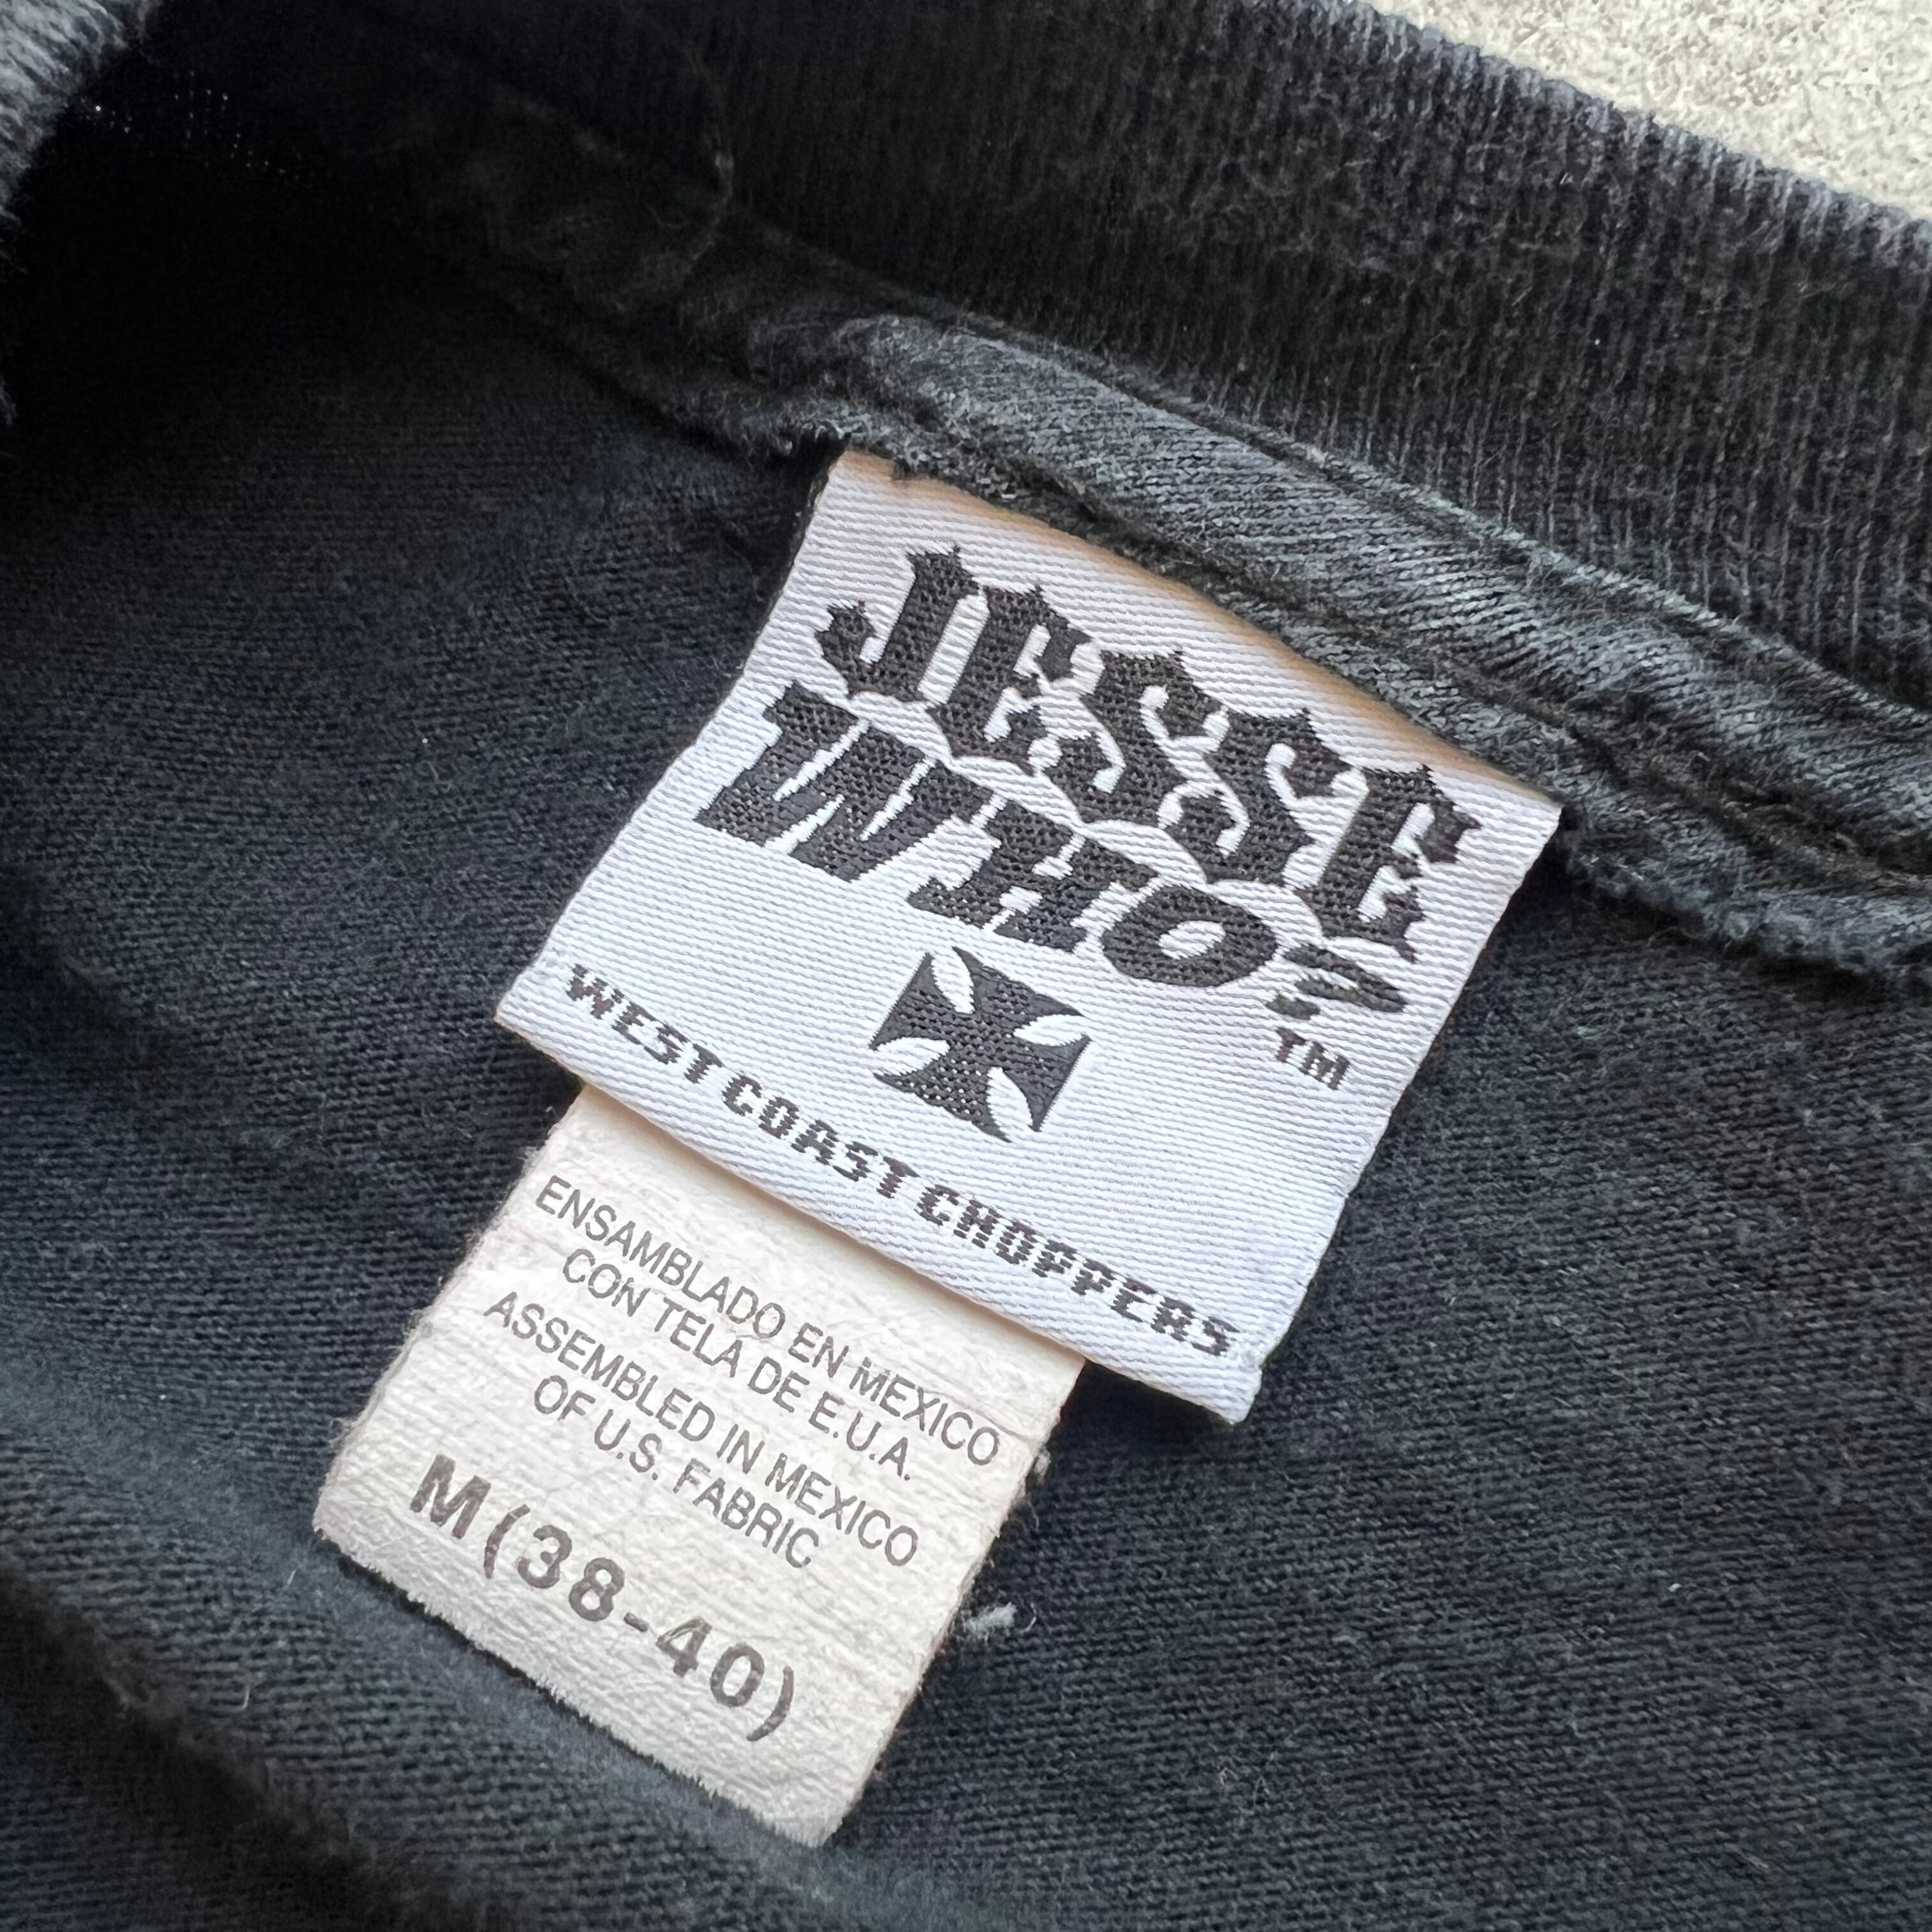 JESSE
WHO?
TM
WEST COAST CHOPPERS
ENSAMBLADO EN MEXICO
CON TELA DE E.U.A.
ASSEMBLED IN MEXICO
OF U.S. FABRIC
M (38-40)